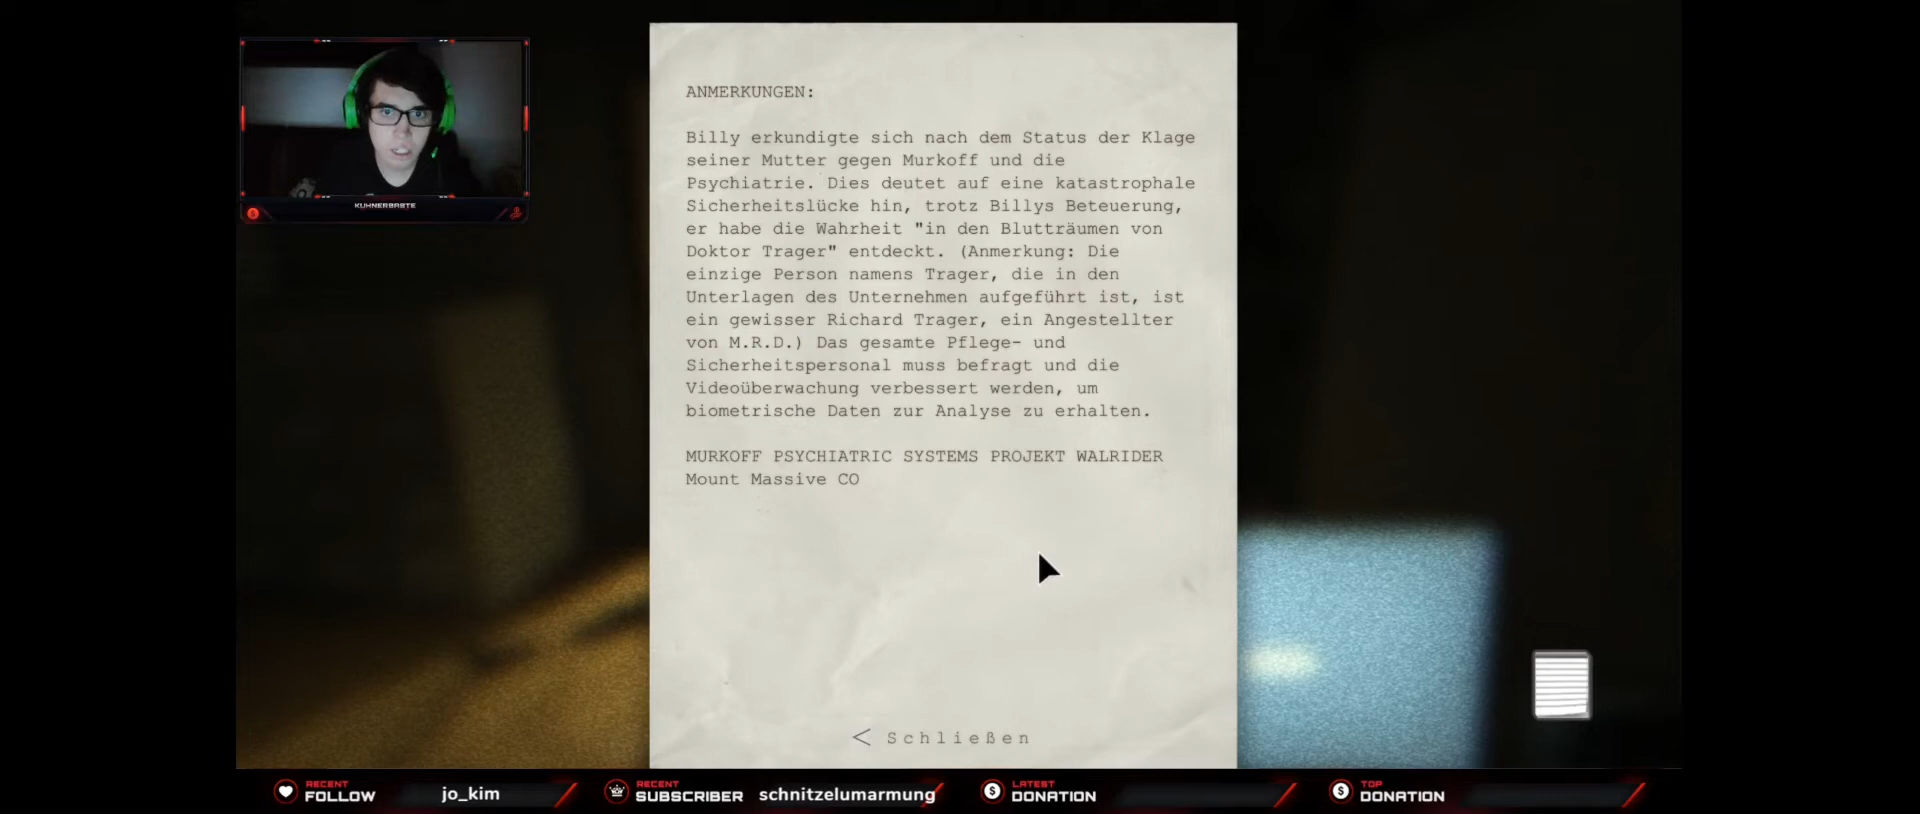 KUHNERBASTE
ANMERKUNGEN:
Billy erkundigte sich nach dem Status der Klage
seiner Mutter gegen Murkoff und die
Psychiatrie. Dies deutet auf eine katastrophale
Sicherheitslücke hin, trotz Billys Beteuerung,
er habe die Wahrheit "in den Blutträumen von
Doktor Trager" entdeckt. (Anmerkung: Die
einzige Person namens Trager, die in den
Unterlagen des Unternehmen aufgeführt ist, ist
ein gewisser Richard Trager, ein Angestellter
von M.R.D.) Das gesamte Pflege- und
Sicherheitspersonal muss befragt und die
Videoüberwachung verbessert werden, um
biometrische Daten zur Analyse zu erhalten.
MURKOFF PSYCHIATRIC SYSTEMS PROJEKT WALRIDER
Mount Massive CO
< Schließen
RECENT
FOLLOW
jo_kim
RECENT
SUBSCRIBER
schnitzelumarmung
LATEST
DONATION
TOP
DONATION